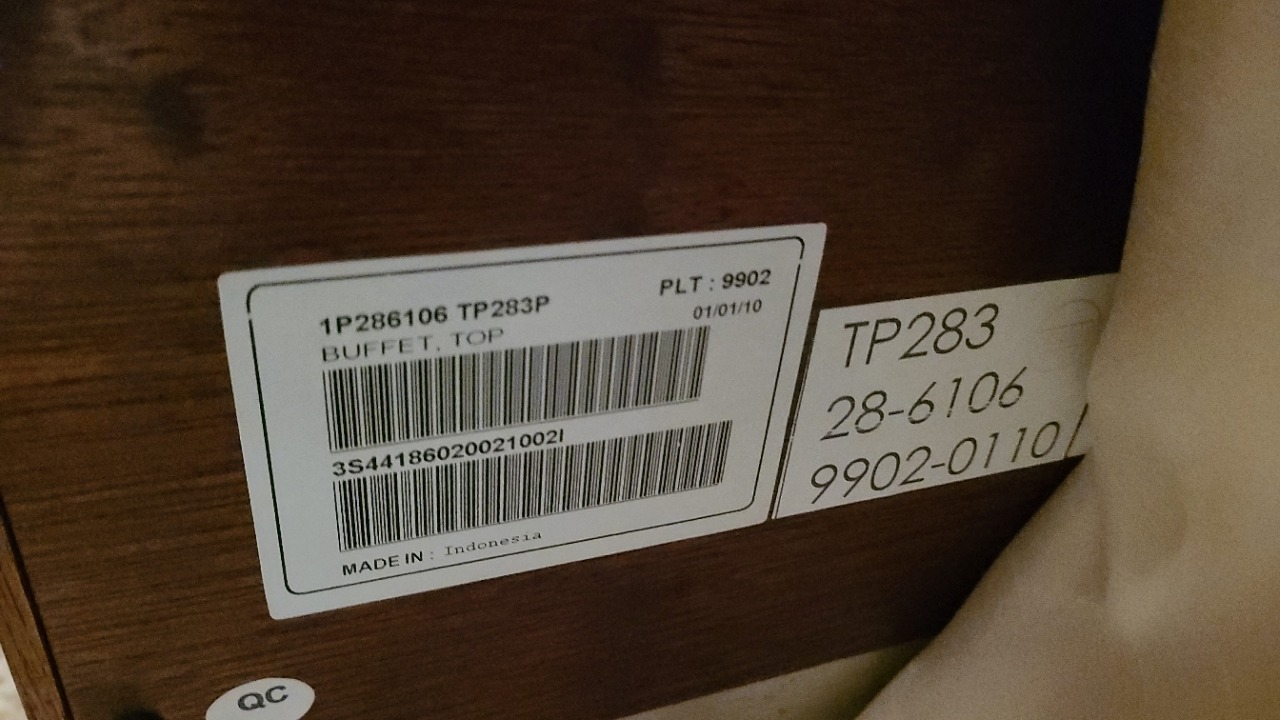 1P286106 TP283P
PLT : 9902
BUFFET, TOP
01/01/10
3S44186020021002I
MADE IN : Indonesia
TP283
28-6106
9902-0110/
QC